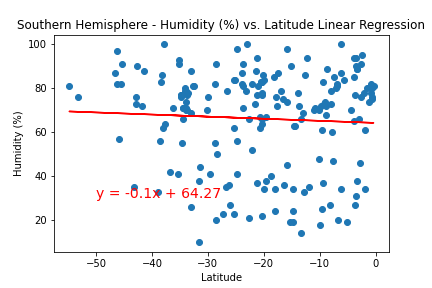 Southern Hemisphere - Humidity (%) vs. Latitude Linear Regression
100
80
60
40
20
Humidity (%)
y = -0.1x + 64.27
−50
−40
−30
−20
−10
0
Latitude